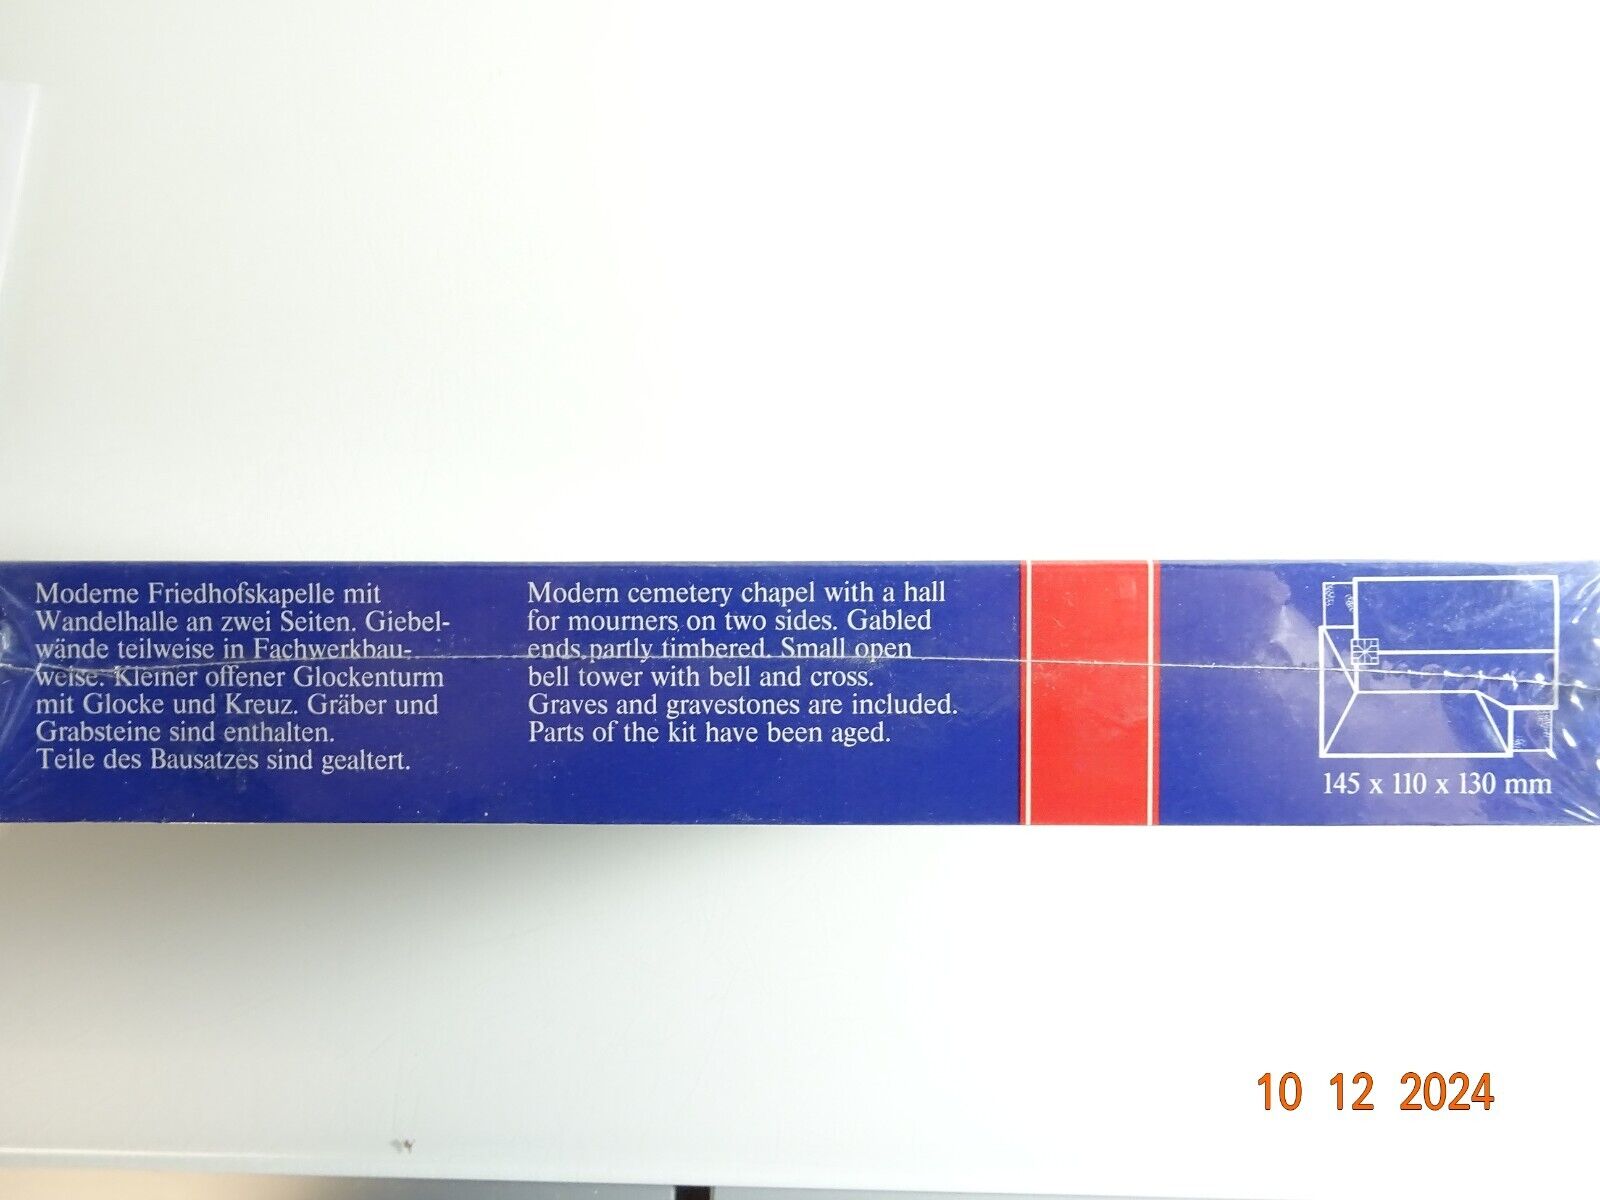 Moderne Friedhofskapelle mit
Wandelhalle an zwei Seiten. Giebel-
wände teilweise in Fachwerkbau-
weise. Kleiner offener Glockenturm
mit Glocke und Kreuz. Gräber und
Grabsteine sind enthalten.
Teile des Bausatzes sind gealtert.
Modern cemetery chapel with a hall
for mourners on two sides. Gabled
ends partly timbered. Small open
bell tower with bell and cross.
Graves and gravestones are included.
Parts of the kit have been aged.
145 x 110 x 130 mm
10 12 2024